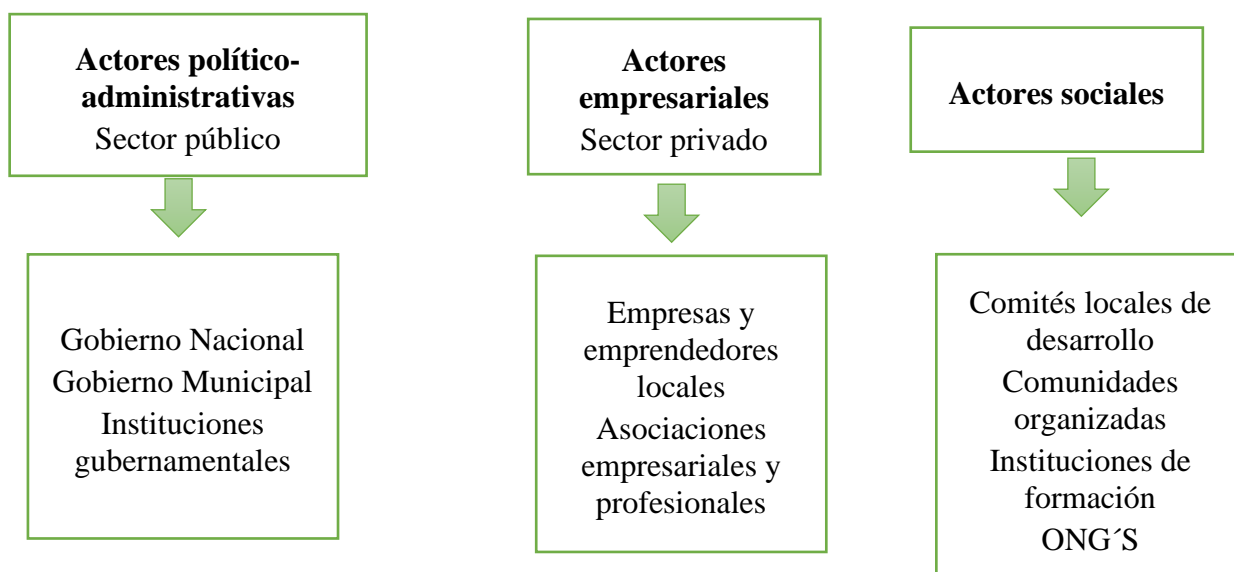 Actores político-
administrativas
Sector público
Actores
empresariales
Sector privado
Actores sociales
Gobierno Nacional
Gobierno Municipal
Instituciones
gubernamentales
Empresas y
emprendedores
locales
Asociaciones
empresariales y
profesionales
Comités locales de
desarrollo
Comunidades
organizadas
Instituciones de
formación
ONG´S